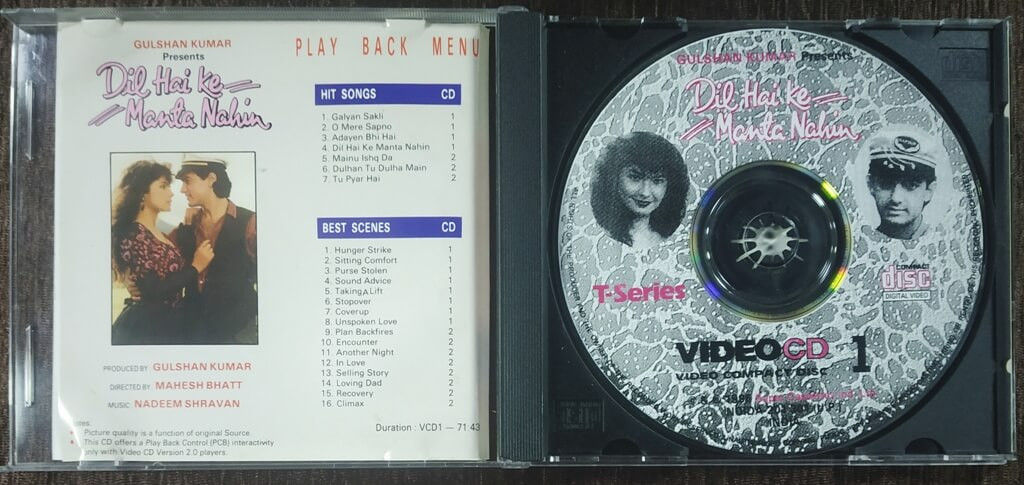 GULSHAN KUMAR
Presents
Dil Hai Ke
Manta Nahin
PRODUCED BY GULSHAN KUMAR
DIRECTED BY MAHESH BHATT
MUSIC NADEEM SHRAVAN
Picture quality is a function of original Source.
This CD offers a Play Back Control (PCB) interactivity
only with Video CD Version 2.0 players.
PLAY BACK MENU
HIT SONGS CD
1. Galyan Sakli 1
2. O Mere Sapno 1
3. Adayen Bhi Hai 1
4. Dil Hai Ke Manta Nahin 1
5. Mainu Ishq Da 2
6. Dulhan Tu Dulha Main 2
7. Tu Pyar Hai 2
BEST SCENES CD
1. Hunger Strike 1
2. Sitting Comfort 1
3. Purse Stolen 1
4. Sound Advice 1
5. Taking A Lift 1
6. Stopover 1
7. Coverup 1
8. Unspoken Love 1
9. Plan Backfires 2
10. Encounter 2
11. Another Night 2
12. In Love 2
13. Selling Story 2
14. Loving Dad 2
15. Recovery 2
16. Climax 2
Duration : VCD1 — 71.43
GULSHAN KUMAR Presents
Dil Hai Ke
Manta Nahin
T-Series
COMPACT
disc
DIGITAL VIDEO
VIDEO CD 1
VIDEO COMPACT DISC
INDIA